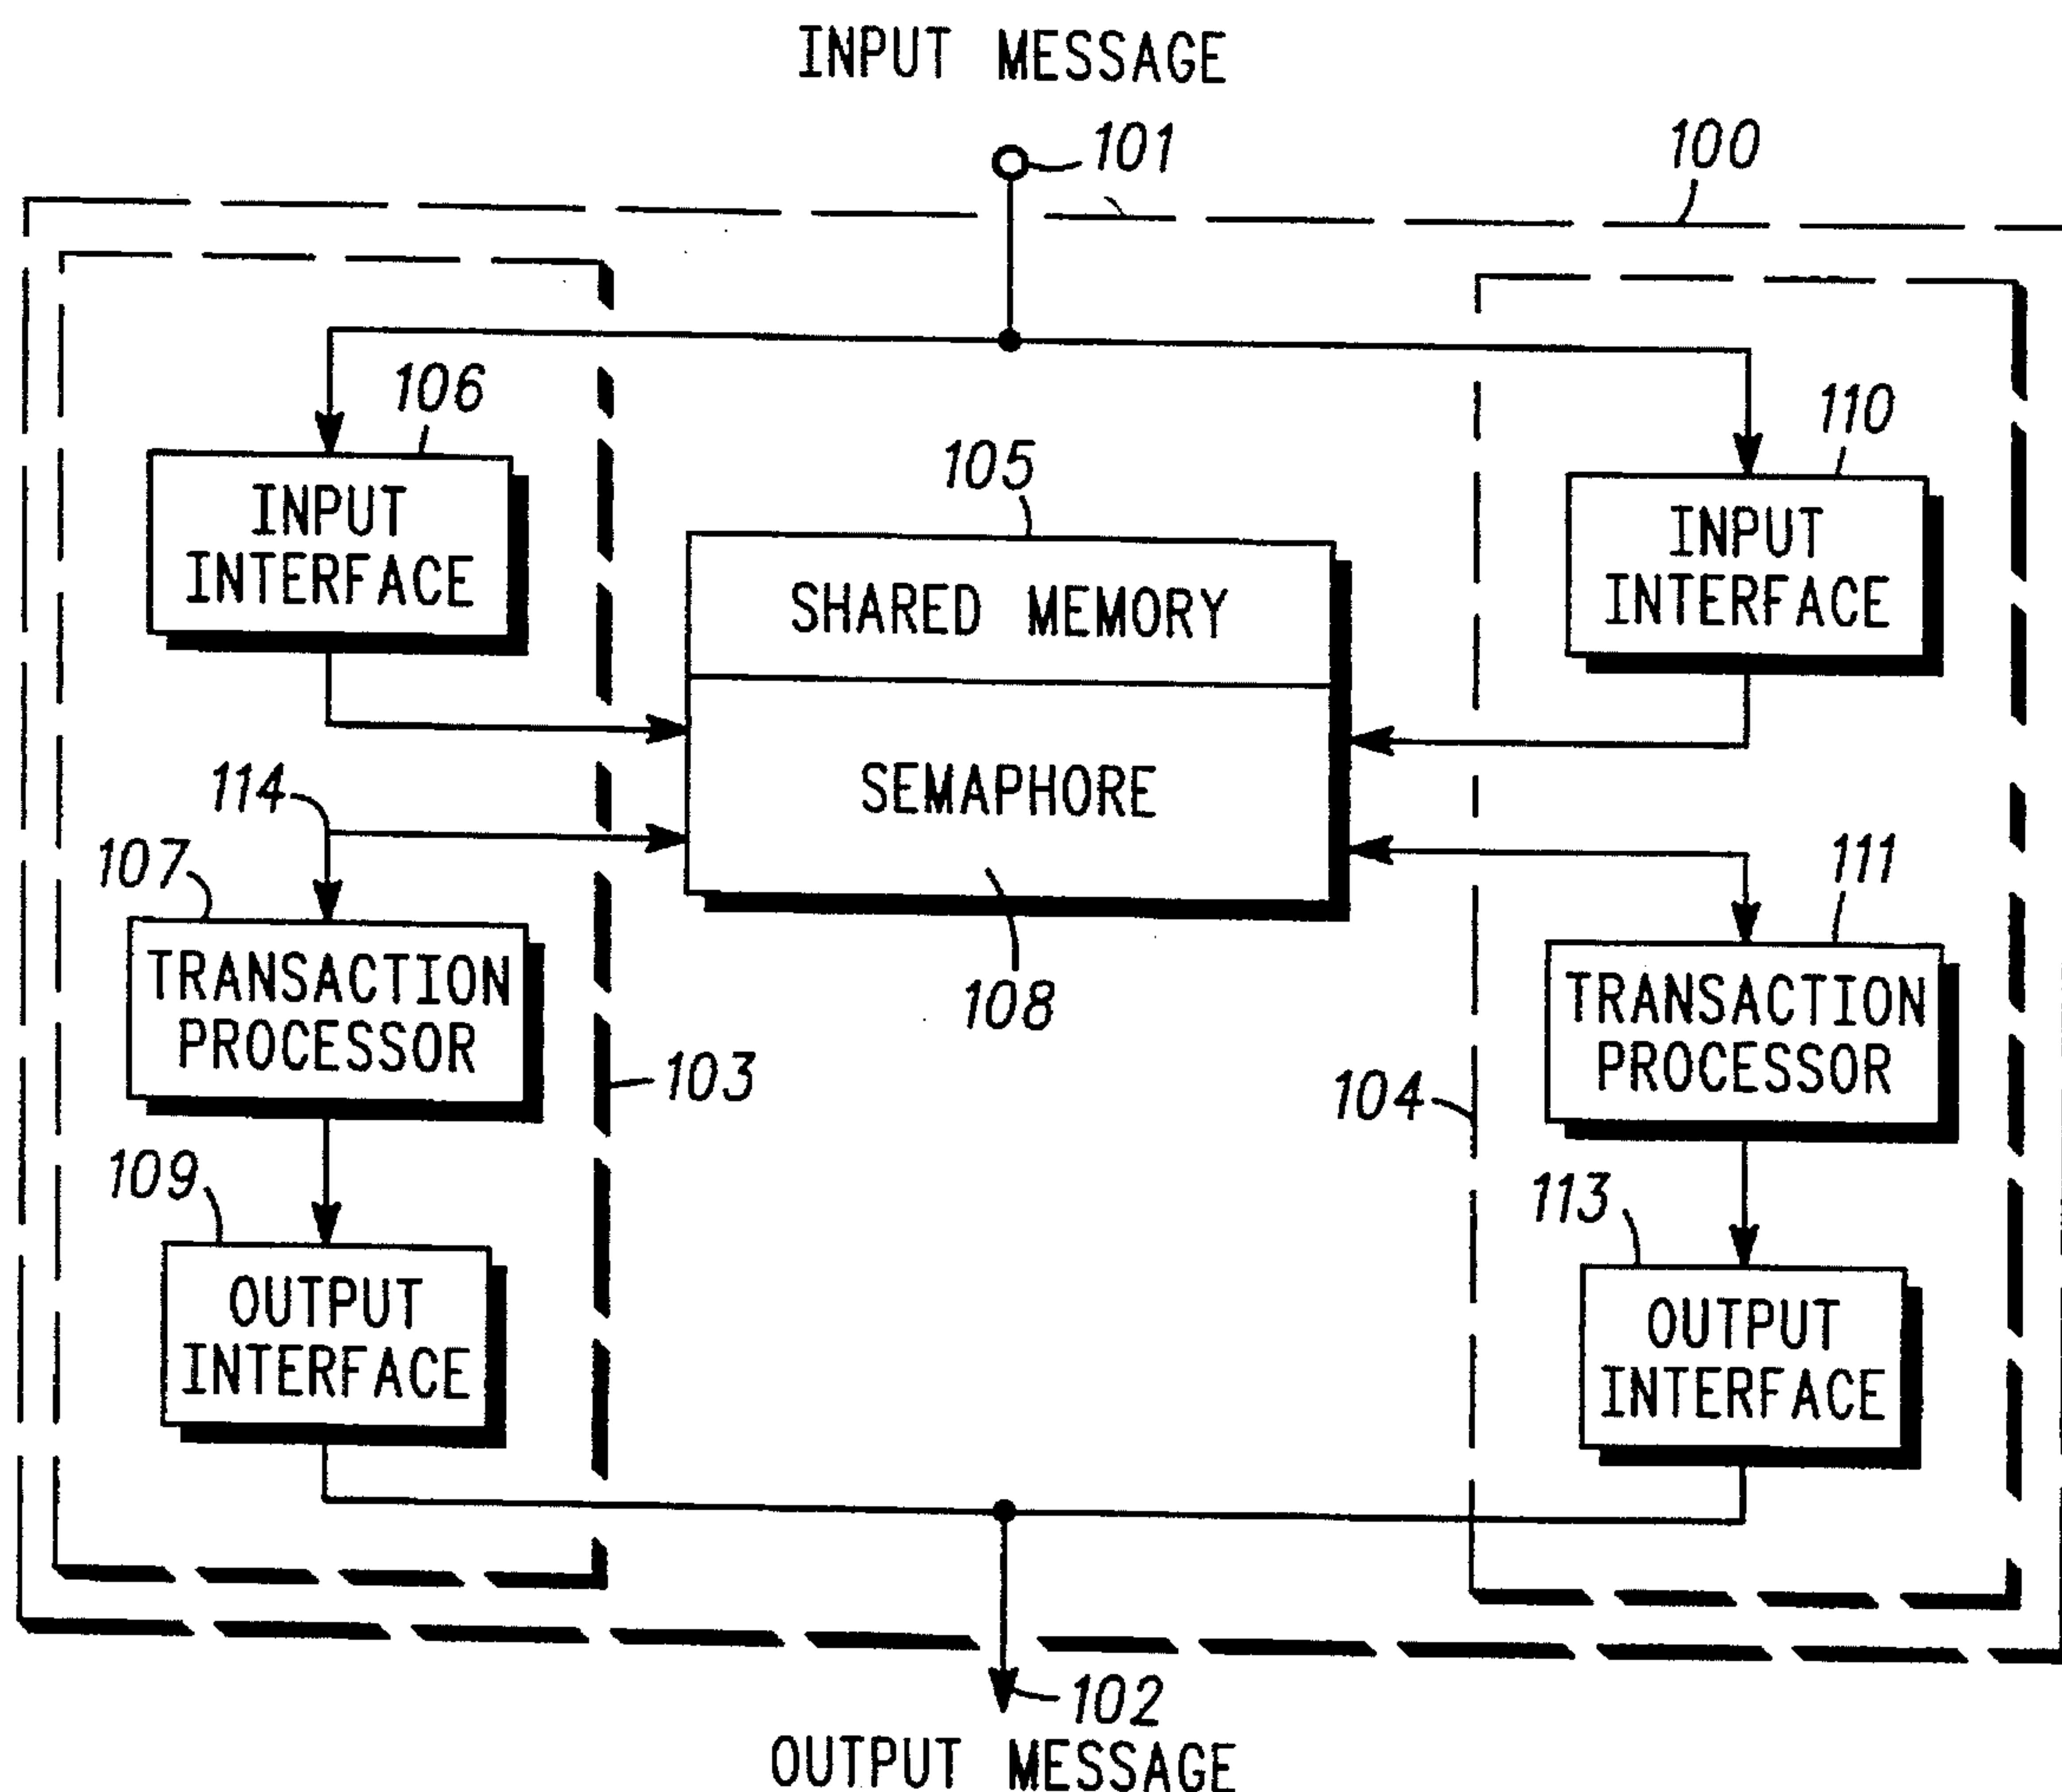 INPUT MESSAGE
101
100
106
110
105
INPUT
INTERFACE
INPUT
INTERFACE
SHARED MEMORY
SEMAPHORE
114
107
111
TRANSACTION
PROCESSOR
108
TRANSACTION
PROCESSOR
103
104
109
113
OUTPUT
INTERFACE
OUTPUT
INTERFACE
102
OUTPUT MESSAGE